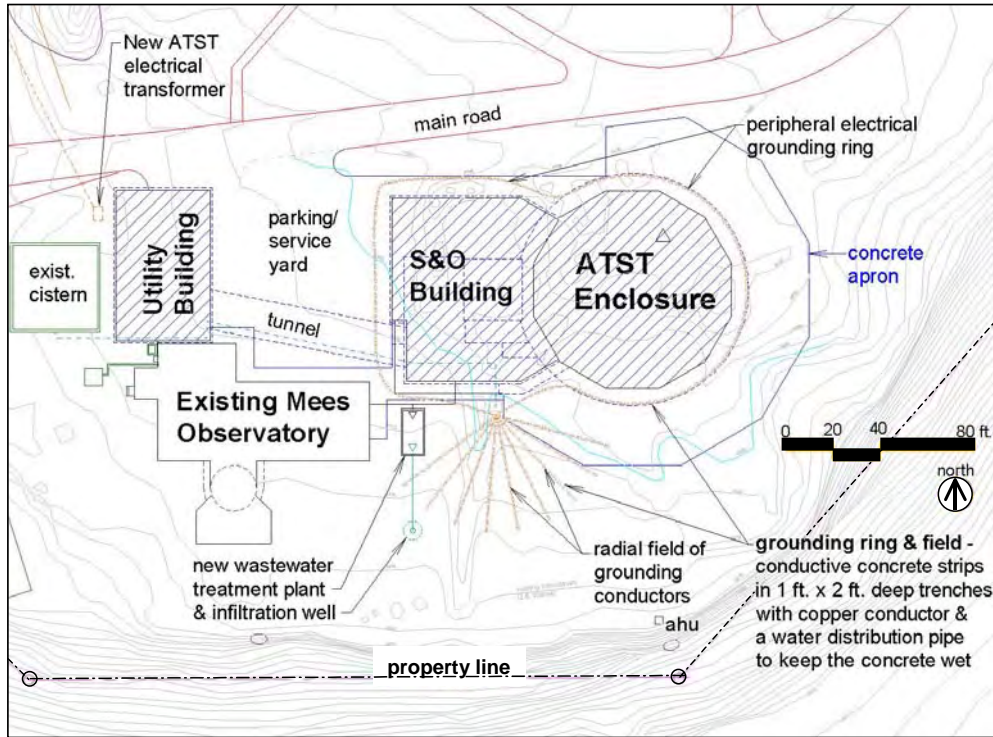 New ATST
electrical
transformer
main road
peripheral electrical
grounding ring
parking/
service
yard
Utility
Building
exist.
cistern
S&O
Building
ATST
Enclosure
concrete
apron
tunnel
Existing Mees
Observatory
0 20 40 80 ft.
north
new wastewater
treatment plant
& infiltration well
radial field of
grounding
conductors
grounding ring & field -
conductive concrete strips
in 1 ft. x 2 ft. deep trenches
with copper conductor &
a water distribution pipe
to keep the concrete wet
ahu
property line